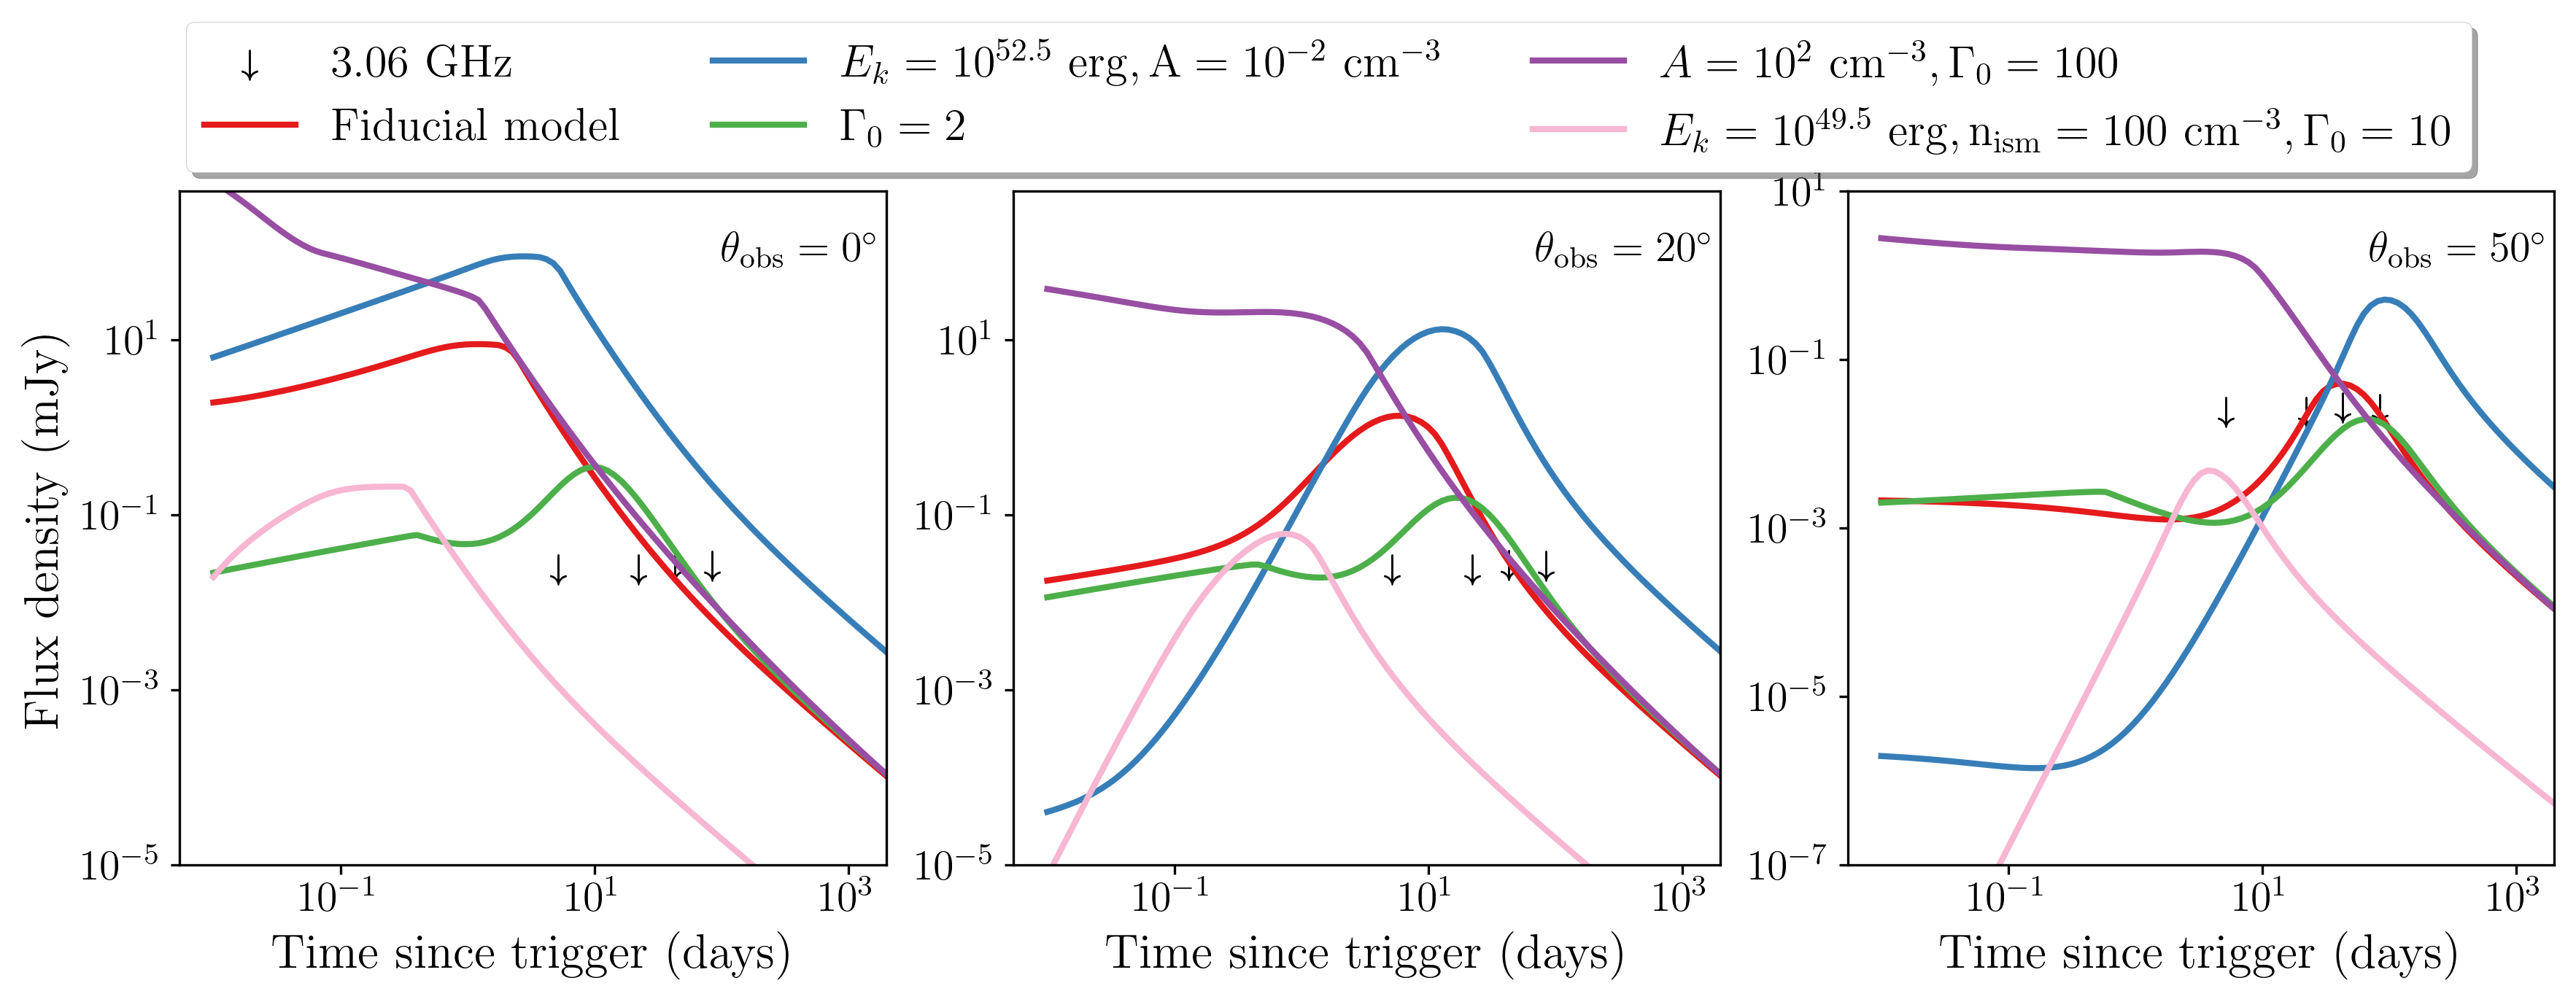 ↓ 3.06 GHz
Fiducial model
E_k = 10^52.5 erg, A = 10^−2 cm^−3
Γ_0 = 2
A = 10^2 cm^−3, Γ_0 = 100
E_k = 10^49.5 erg, n_ism = 100 cm^−3, Γ_0 = 10
Flux density (mJy)
θ_obs = 0°
10^1
10^−1
10^−3
10^−5
10^−1 10^1 10^3
Time since trigger (days)
θ_obs = 20°
10^1
10^−1
10^−3
10^−5
10^−1 10^1 10^3
Time since trigger (days)
10^1
θ_obs = 50°
10^−1
10^−3
10^−5
10^−7
10^−1 10^1 10^3
Time since trigger (days)